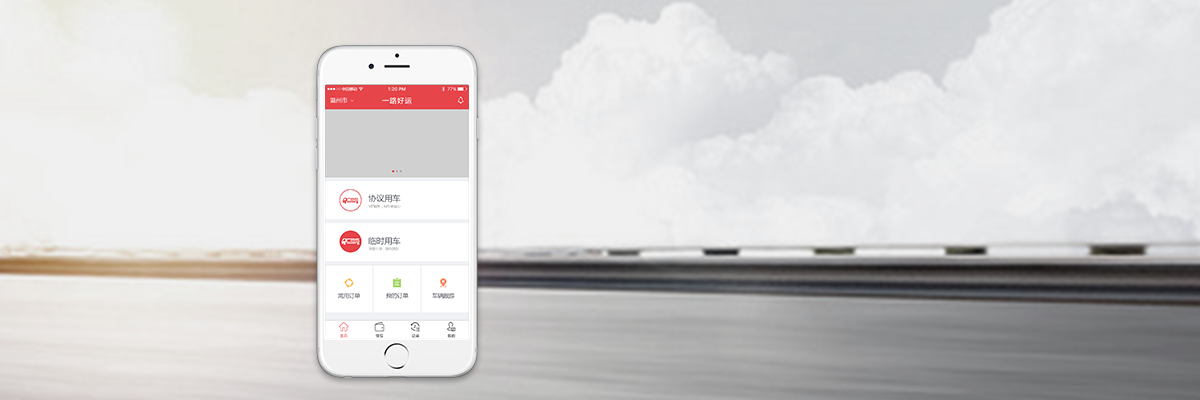 中国移动 1:20 PM 77%
温州市 一路好运
协议用车
临时用车
常用订单 我的订单 车辆跟踪
首页 钱包 记录 我的